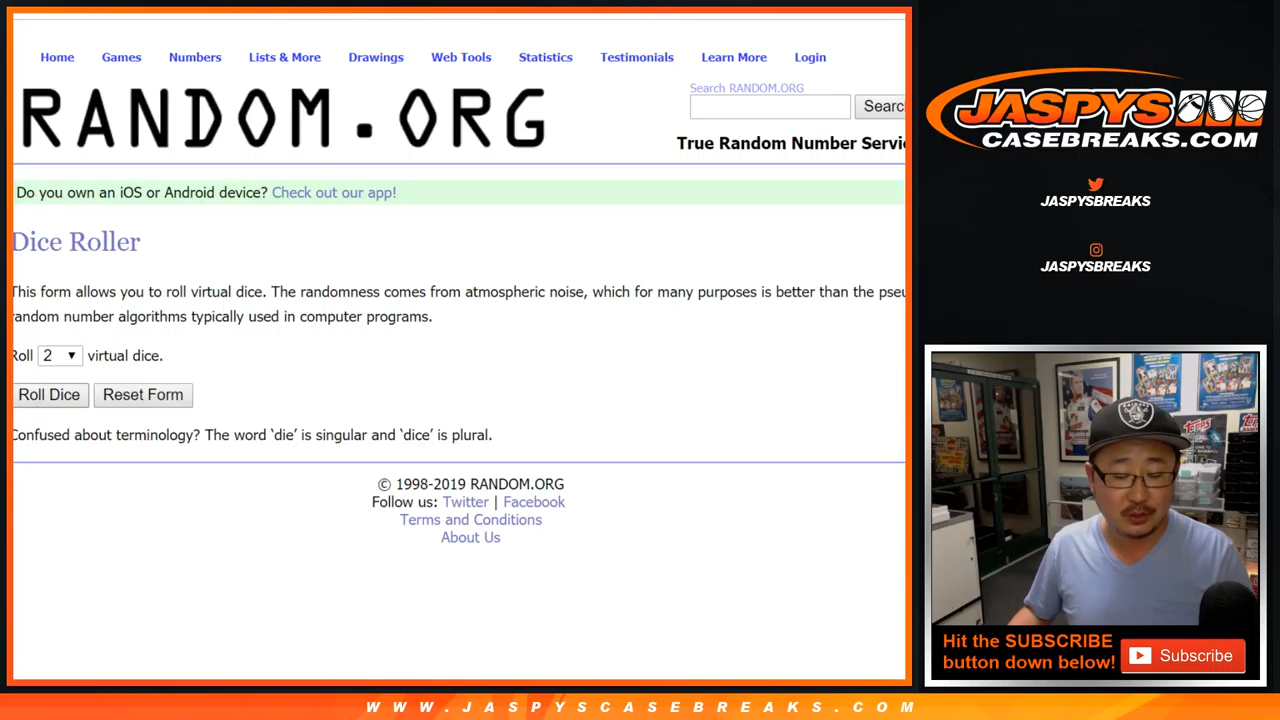 Home Games Numbers Lists & More Drawings Web Tools Statistics Testimonials Learn More Login
RANDOM.ORG
Search RANDOM.ORG
Searc
True Random Number Servi
Do you own an iOS or Android device? Check out our app!
Dice Roller
This form allows you to roll virtual dice. The randomness comes from atmospheric noise, which for many purposes is better than the pseu
random number algorithms typically used in computer programs.
Roll 2 virtual dice.
Roll Dice Reset Form
Confused about terminology? The word ‘die’ is singular and ‘dice’ is plural.
© 1998-2019 RANDOM.ORG
Follow us: Twitter | Facebook
Terms and Conditions
About Us
JASPYS
CASEBREAKS.COM
JASPYSBREAKS
JASPYSBREAKS
RAIDERS
topps
Hit the SUBSCRIBE
button down below!
Subscribe
WWW.JASPYSCASEBREAKS.COM